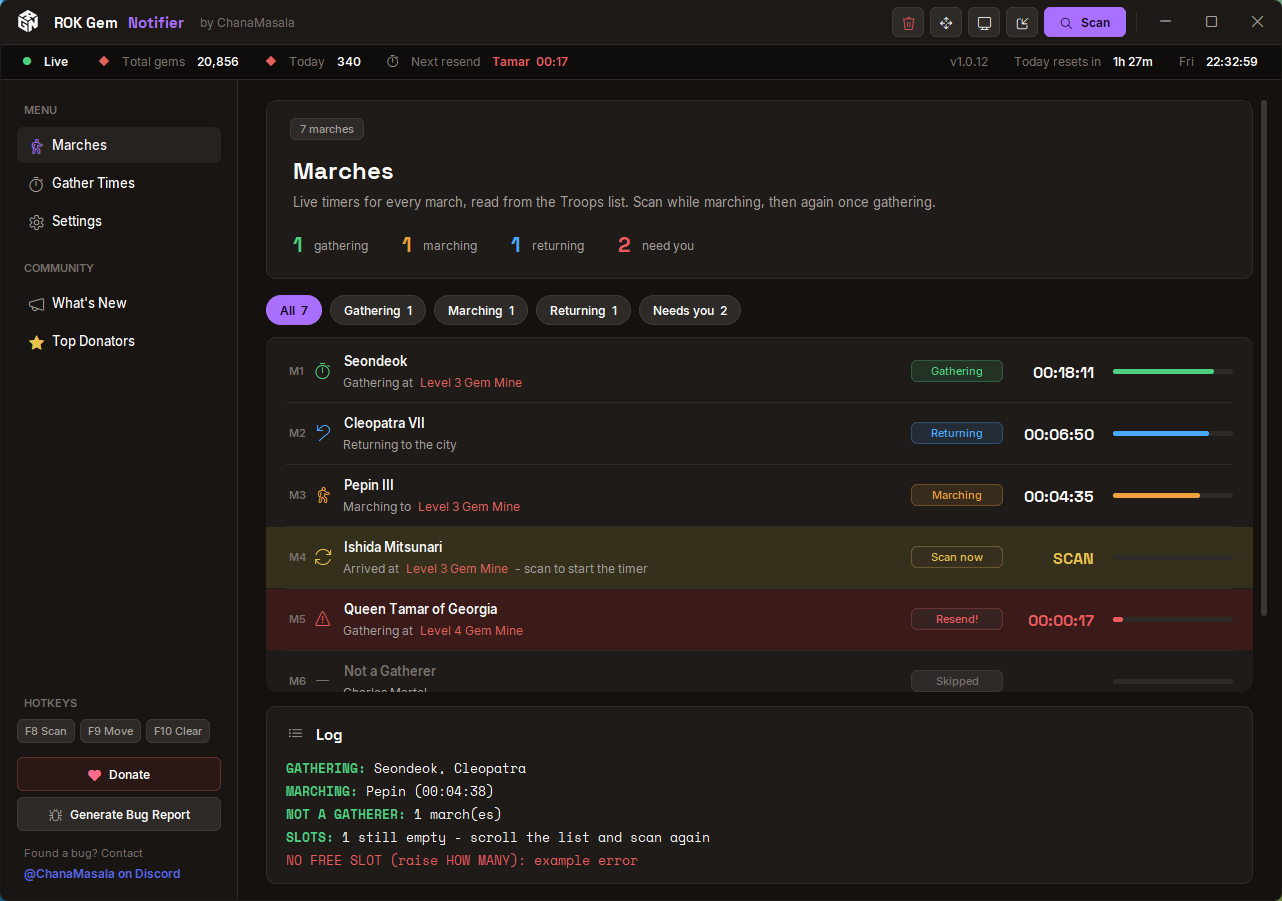 ROK Gem Notifier by ChanaMasala Scan
Live Total gems 20,856 Today 340 Next resend Tamar 00:17 v1.0.12 Today resets in 1h 27m Fri 22:32:59
MENU
Marches
Gather Times
Settings
COMMUNITY
What's New
Top Donators
HOTKEYS
F8 Scan F9 Move F10 Clear
Donate
Generate Bug Report
Found a bug? Contact
@ChanaMasala on Discord
7 marches
Marches
Live timers for every march, read from the Troops list. Scan while marching, then again once gathering.
1 gathering 1 marching 1 returning 2 need you
All 7 Gathering 1 Marching 1 Returning 1 Needs you 2
M1 Seondeok Gathering 00:18:11
Gathering at Level 3 Gem Mine
M2 Cleopatra VII Returning 00:06:50
Returning to the city
M3 Pepin III Marching 00:04:35
Marching to Level 3 Gem Mine
M4 Ishida Mitsunari Scan now SCAN
Arrived at Level 3 Gem Mine - scan to start the timer
M5 Queen Tamar of Georgia Resend! 00:00:17
Gathering at Level 4 Gem Mine
M6 Not a Gatherer Skipped
Charles Martel
Log
GATHERING: Seondeok, Cleopatra
MARCHING: Pepin (00:04:38)
NOT A GATHERER: 1 march(es)
SLOTS: 1 still empty - scroll the list and scan again
NO FREE SLOT (raise HOW MANY): example error